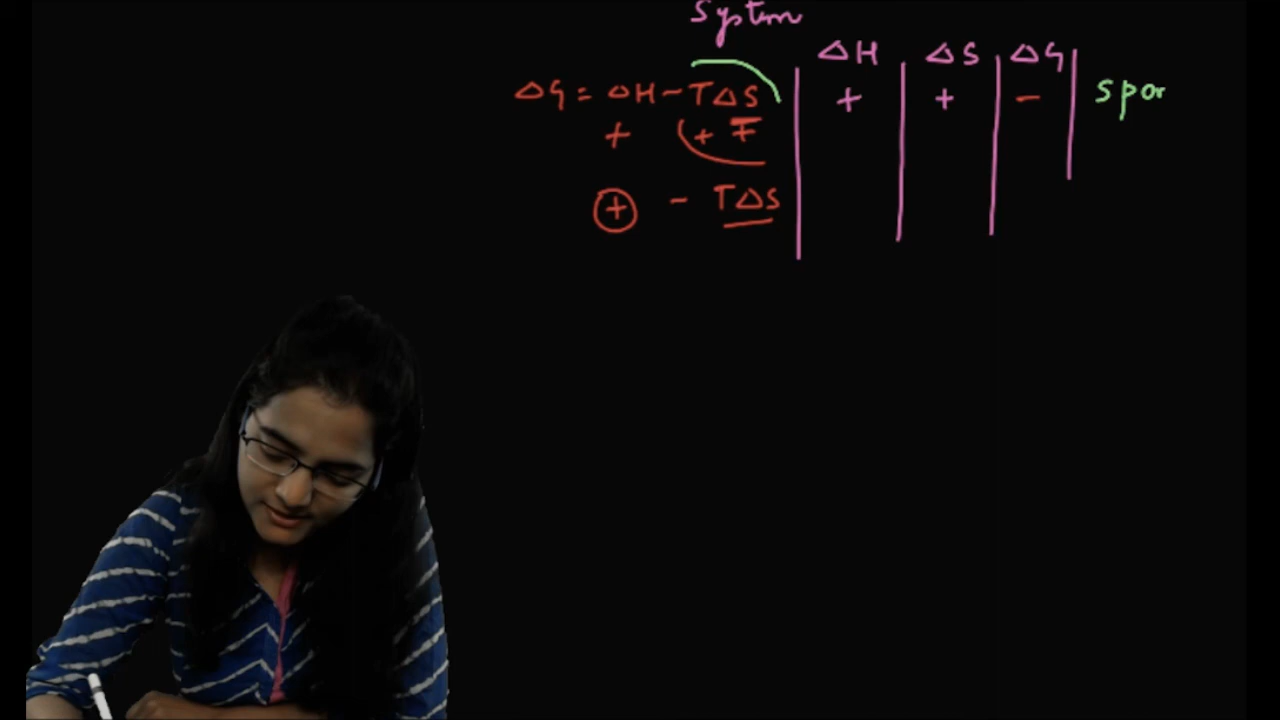 System
ΔH ΔS ΔG
ΔG = ΔH - TΔS + + - spon
+ +
+ - TΔS